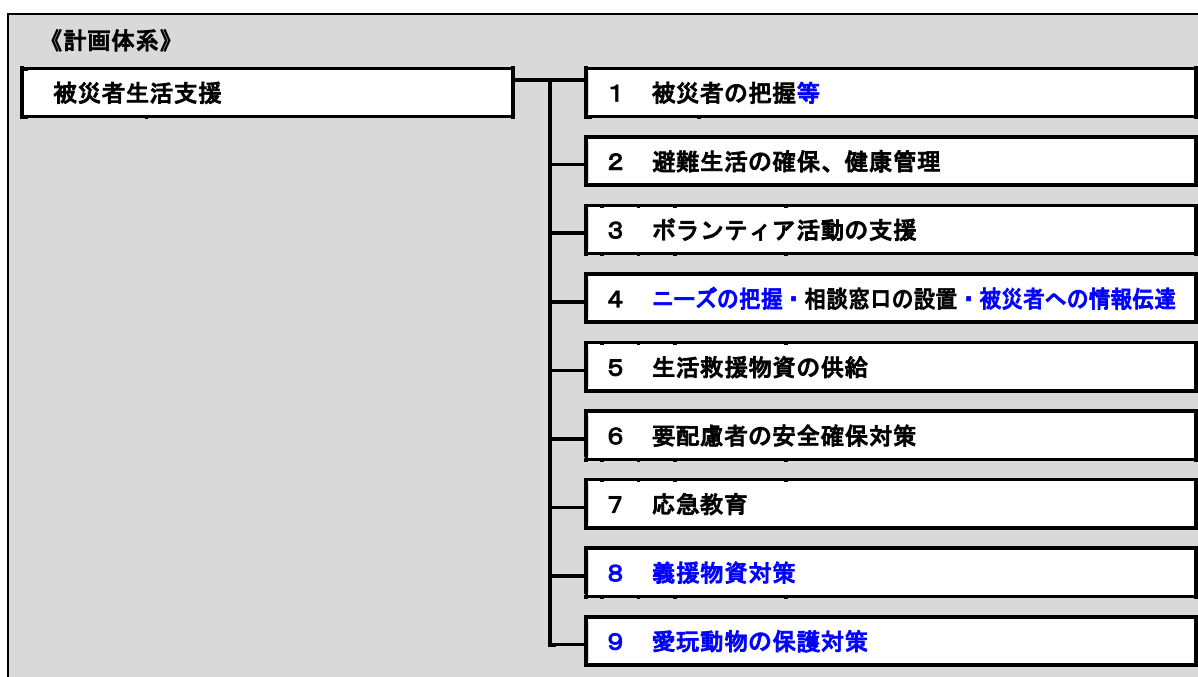 《計画体系》
被災者生活支援
１　被災者の把握等
２　避難生活の確保、健康管理
３　ボランティア活動の支援
４　ニーズの把握・相談窓口の設置・被災者への情報伝達
５　生活救援物資の供給
６　要配慮者の安全確保対策
７　応急教育
８　義援物資対策
９　愛玩動物の保護対策